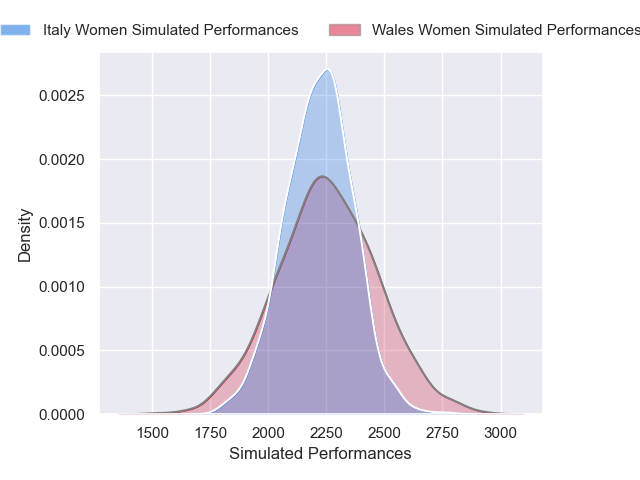 Italy Women Simulated Performances Wales Women Simulated Performances
0.0025
0.0020
0.0015
0.0010
0.0005
0.0000
Density
1500 1750 2000 2250 2500 2750 3000
Simulated Performances